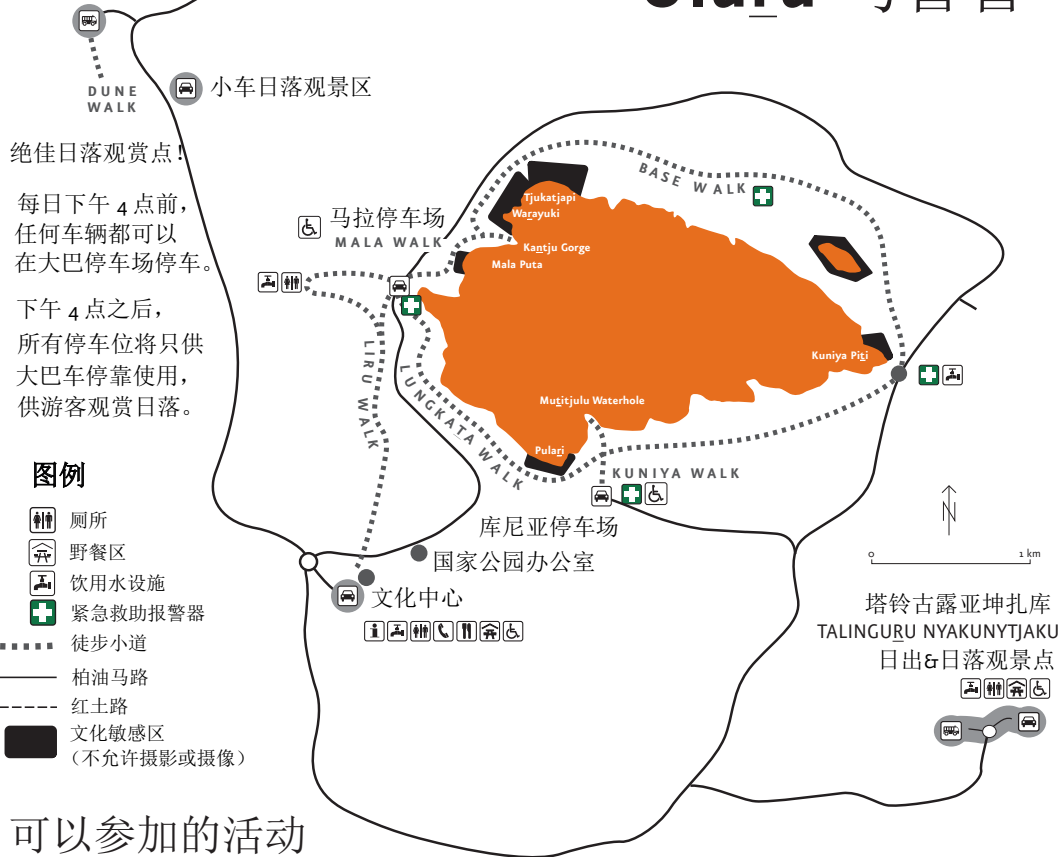 DUNE
WALK
小车日落观景区
绝佳日落观赏点！
每日下午 4 点前，
任何车辆都可以
在大巴停车场停车。
下午 4 点之后，
所有停车位将只供
大巴车停靠使用，
供游客观赏日落。
马拉停车场
MALA WALK
BASE WALK
Tjukatjapi
Waṟayuki
Kaṉtju Gorge
Mala Puta
Kuniya Piṯi
Muṯitjulu Waterhole
Pulaṟi
LIRU WALK
LUNGKAṮA WALK
KUNIYA WALK
库尼亚停车场
国家公园办公室
文化中心
图例
厕所
野餐区
饮用水设施
紧急救助报警器
徒步小道
柏油马路
红土路
文化敏感区
（不允许摄影或摄像）
N
0
1 km
塔铃古露亚坤扎库
TALINGUṞU NYAKUNYTJAKU
日出&日落观景点
可以参加的活动